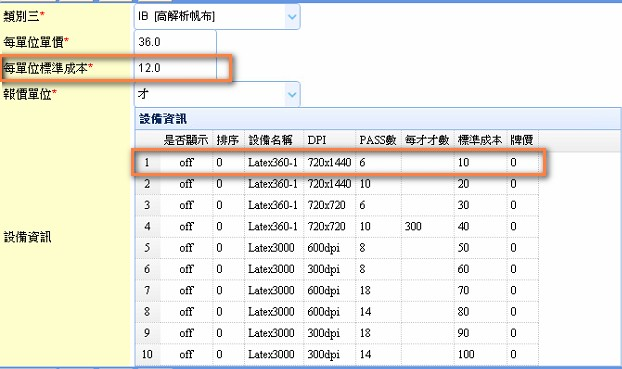 類別三* IB [高解析帆布]
每單位單價* 36.0
每單位標準成本* 12.0
報價單位* 才
設備資訊
設備資訊
是否顯示 排序 設備名稱 DPI PASS數 每才才數 標準成本 牌價
1 off 0 Latex360-1 720x1440 6 10 0
2 off 0 Latex360-1 720x1440 10 20 0
3 off 0 Latex360-1 720x720 6 30 0
4 off 0 Latex360-1 720x720 10 300 40 0
5 off 0 Latex3000 600dpi 8 50 0
6 off 0 Latex3000 300dpi 8 60 0
7 off 0 Latex3000 600dpi 18 70 0
8 off 0 Latex3000 600dpi 14 80 0
9 off 0 Latex3000 300dpi 18 90 0
10 off 0 Latex3000 300dpi 14 100 0